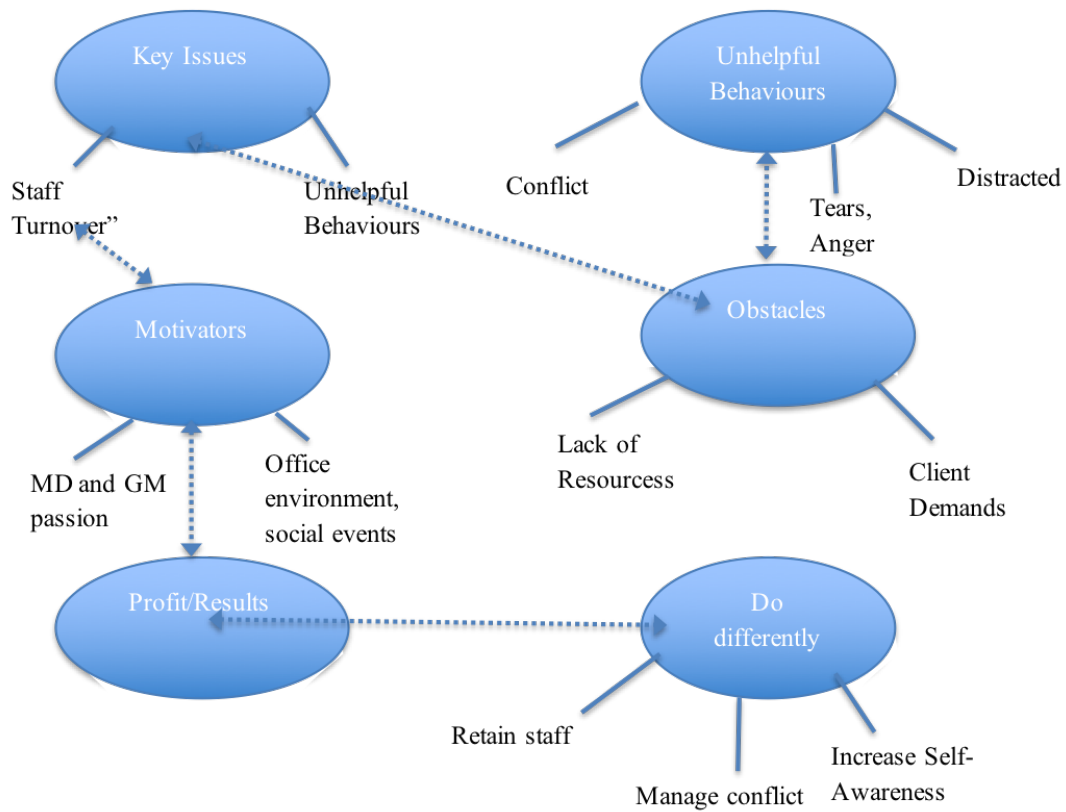 Key Issues
Unhelpful
Behaviours
Staff
Turnover”
Unhelpful
Behaviours
Conflict
Tears,
Anger
Distracted
Motivators
Obstacles
MD and GM
passion
Office
environment,
social events
Lack of
Resourcess
Client
Demands
Profit/Results
Do
differently
Retain staff
Manage conflict
Increase Self-
Awareness